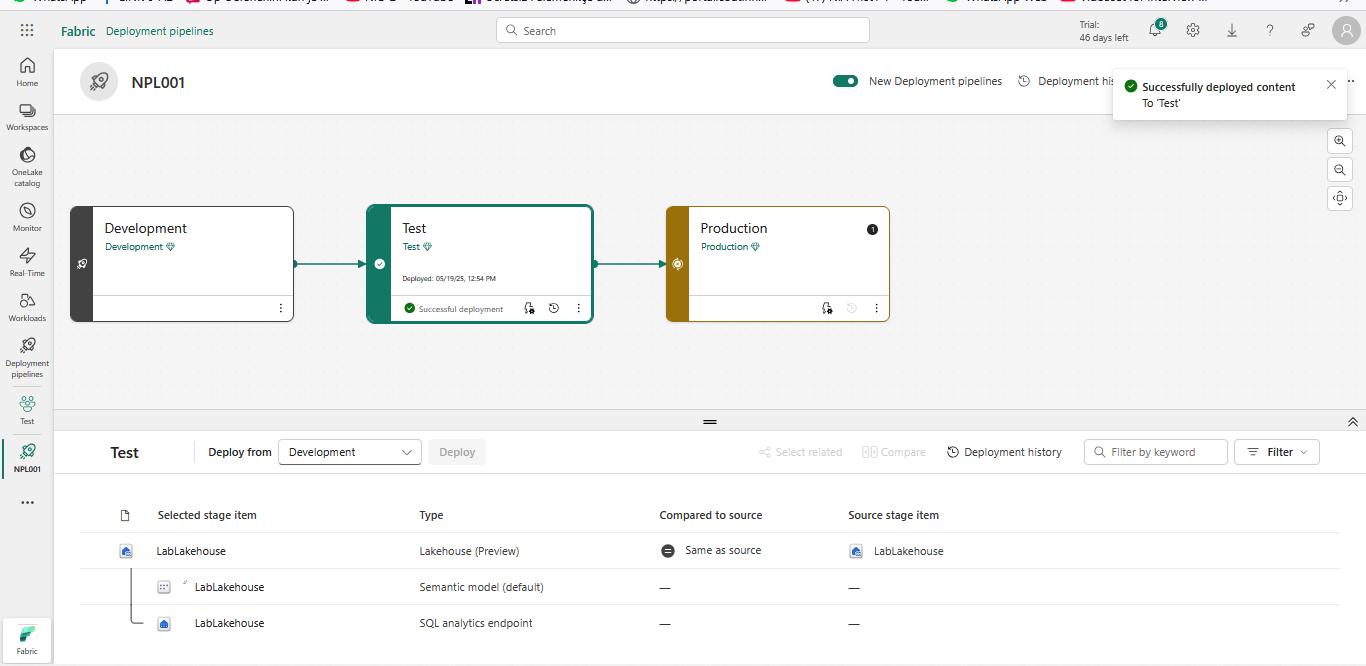 Fabric Deployment pipelines
Search
Trial:
46 days left
8
Home
Workspaces
OneLake
catalog
Monitor
Real-Time
Workloads
Deployment
pipelines
Test
NPL001
Fabric
NPL001
New Deployment pipelines
Deployment his
Successfully deployed content
To 'Test'
Development
Development
Test
Test
Deployed: 05/19/25, 12:54 PM
Successful deployment
Production
1
Production
Test
Deploy from
Development
Deploy
Select related
Compare
Deployment history
Filter by keyword
Filter
Selected stage item Type Compared to source Source stage item
LabLakehouse Lakehouse (Preview) Same as source LabLakehouse
LabLakehouse Semantic model (default) — —
LabLakehouse SQL analytics endpoint — —